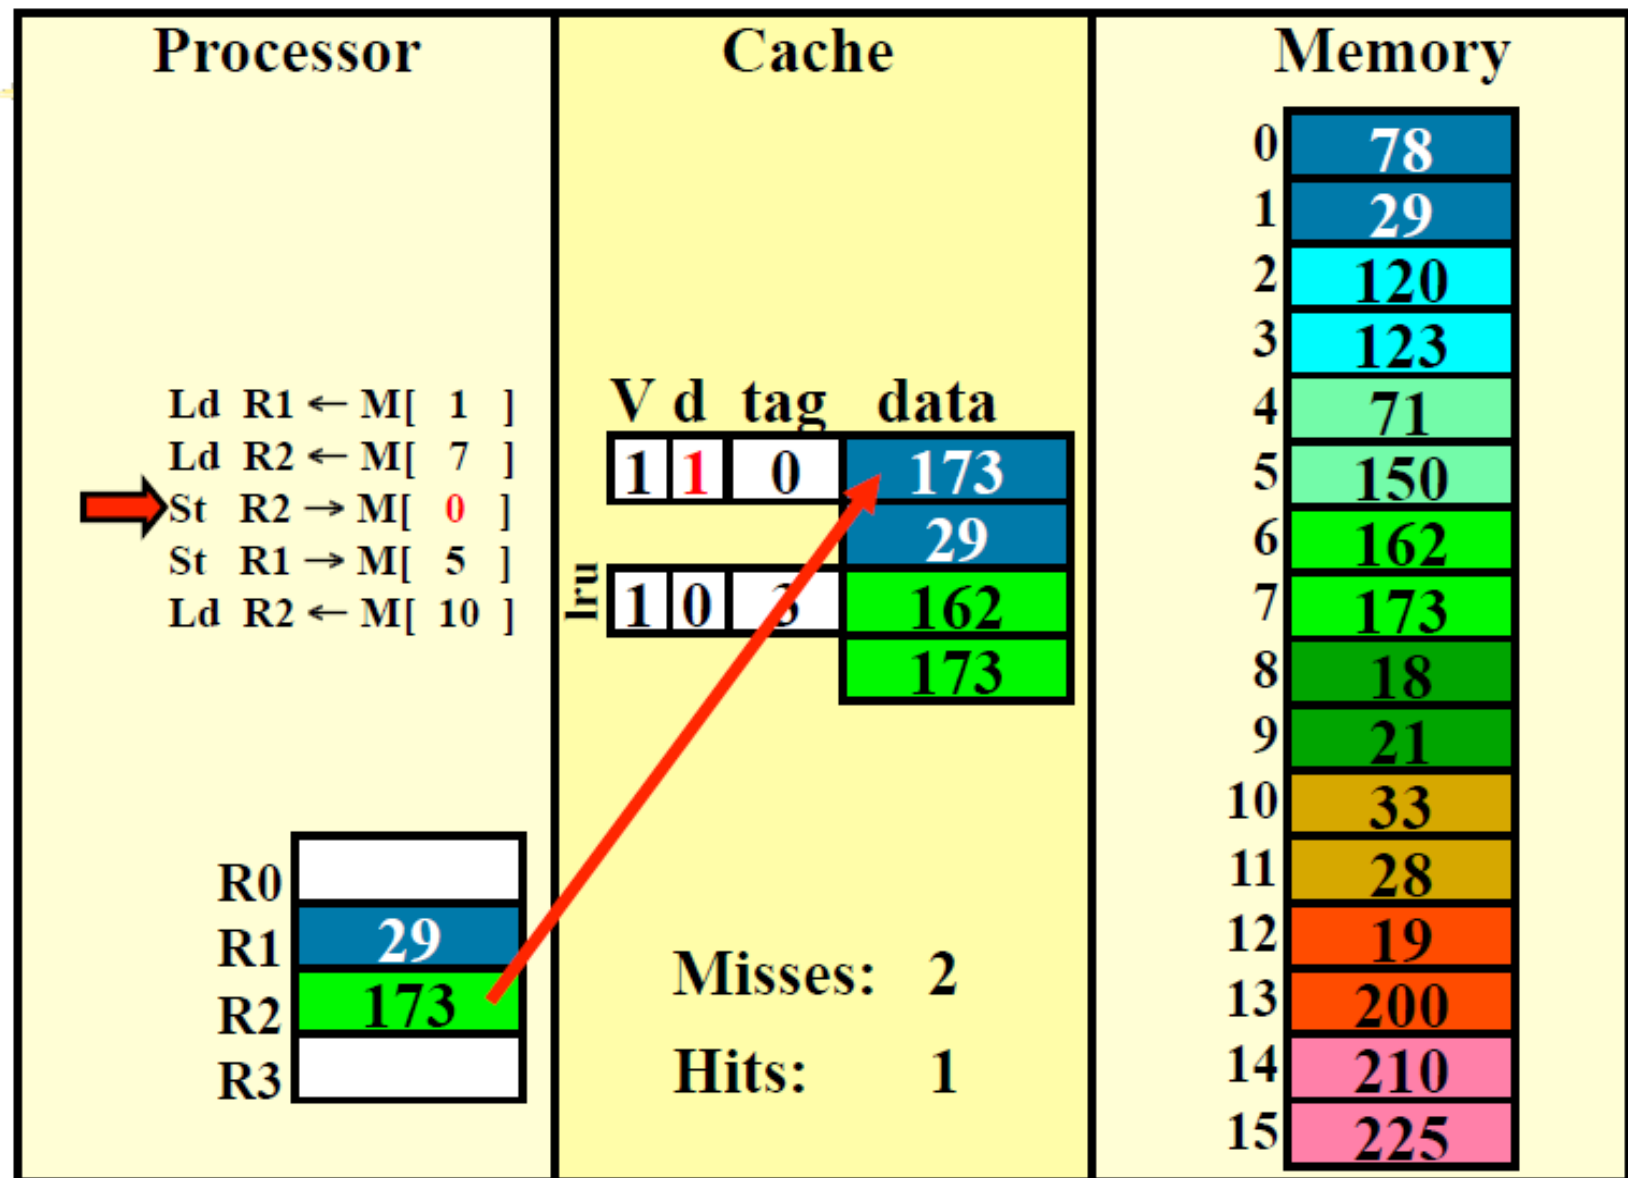 Processor
Ld R1 ← M[ 1 ]
Ld R2 ← M[ 7 ]
St R2 → M[ 0 ]
St R1 → M[ 5 ]
Ld R2 ← M[ 10 ]
R0
R1 29
R2 173
R3
Cache
V d tag data
1 1 0 173
29
lru
1 0 3 162
173
Misses: 2
Hits: 1
Memory
0 78
1 29
2 120
3 123
4 71
5 150
6 162
7 173
8 18
9 21
10 33
11 28
12 19
13 200
14 210
15 225